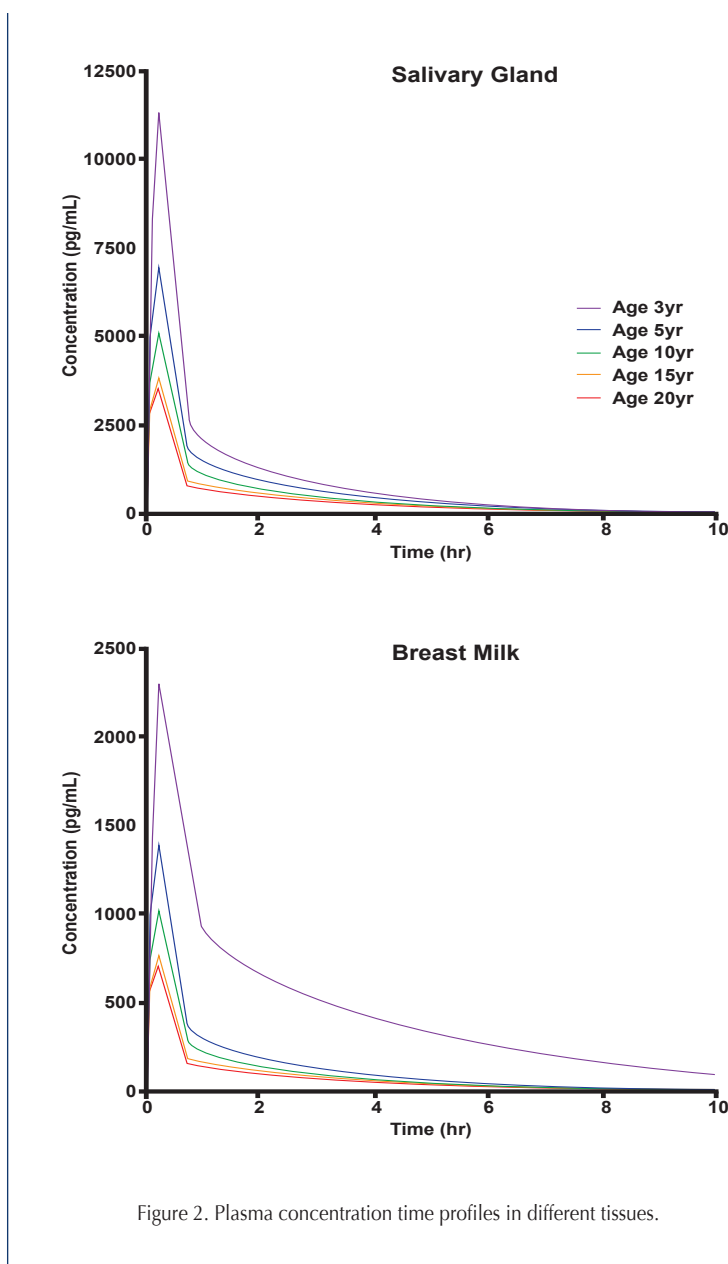 Salivary Gland
12500
10000
7500
5000
2500
0
Concentration (pg/mL)
Age 3yr
Age 5yr
Age 10yr
Age 15yr
Age 20yr
0 2 4 6 8 10
Time (hr)
Breast Milk
2500
2000
1500
1000
500
0
Concentration (pg/mL)
0 2 4 6 8 10
Time (hr)
Figure 2. Plasma concentration time profiles in different tissues.